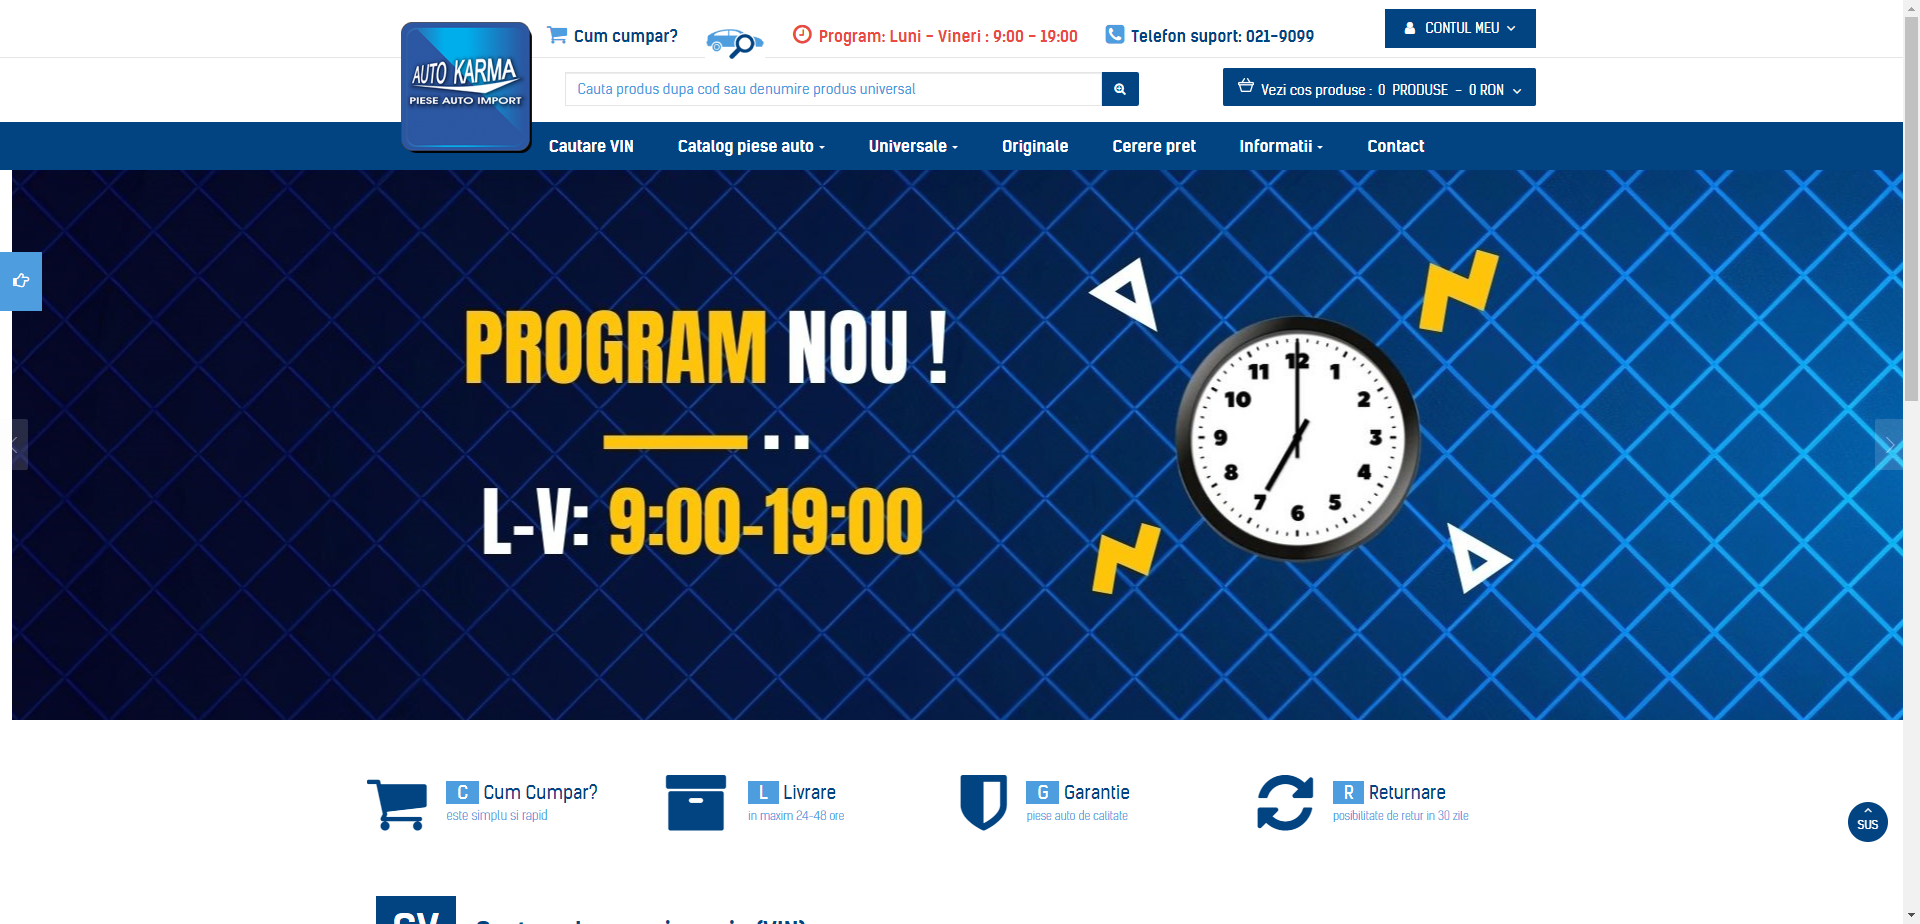 Cum cumpar?
Program: Luni - Vineri : 9:00 - 19:00
Telefon suport: 021-9099
CONTUL MEU
AUTO KARMA
PIESE AUTO IMPORT
Cauta produs dupa cod sau denumire produs universal
Vezi cos produse : 0 PRODUSE - 0 RON
Cautare VIN
Catalog piese auto
Universale
Originale
Cerere pret
Informatii
Contact
PROGRAM NOU !
L-V: 9:00-19:00
12
1
2
3
4
5
6
7
8
9
10
11
C Cum Cumpar?
este simplu si rapid
L Livrare
in maxim 24-48 ore
G Garantie
piese auto de calitate
R Returnare
posibilitate de retur in 30 zile
SUS